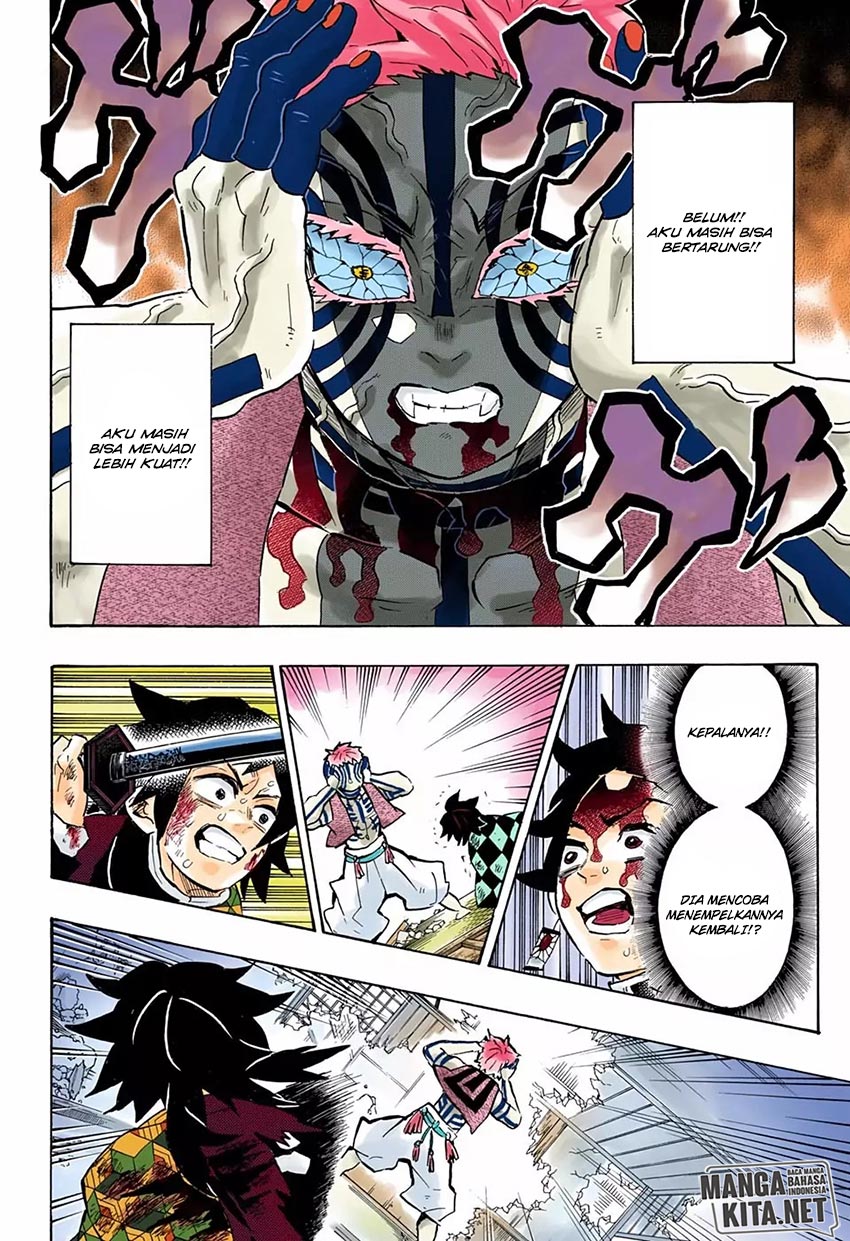 BELUM!!
AKU MASIH BISA
BERTARUNG!!
AKU MASIH
BISA MENJADI
LEBIH KUAT!!
KEPALANYA!!
DIA MENCOBA
MENEMPELKANNYA
KEMBALI!?
MANGA BACA MANGA
BAHASA
INDONESIA
KITA.NET